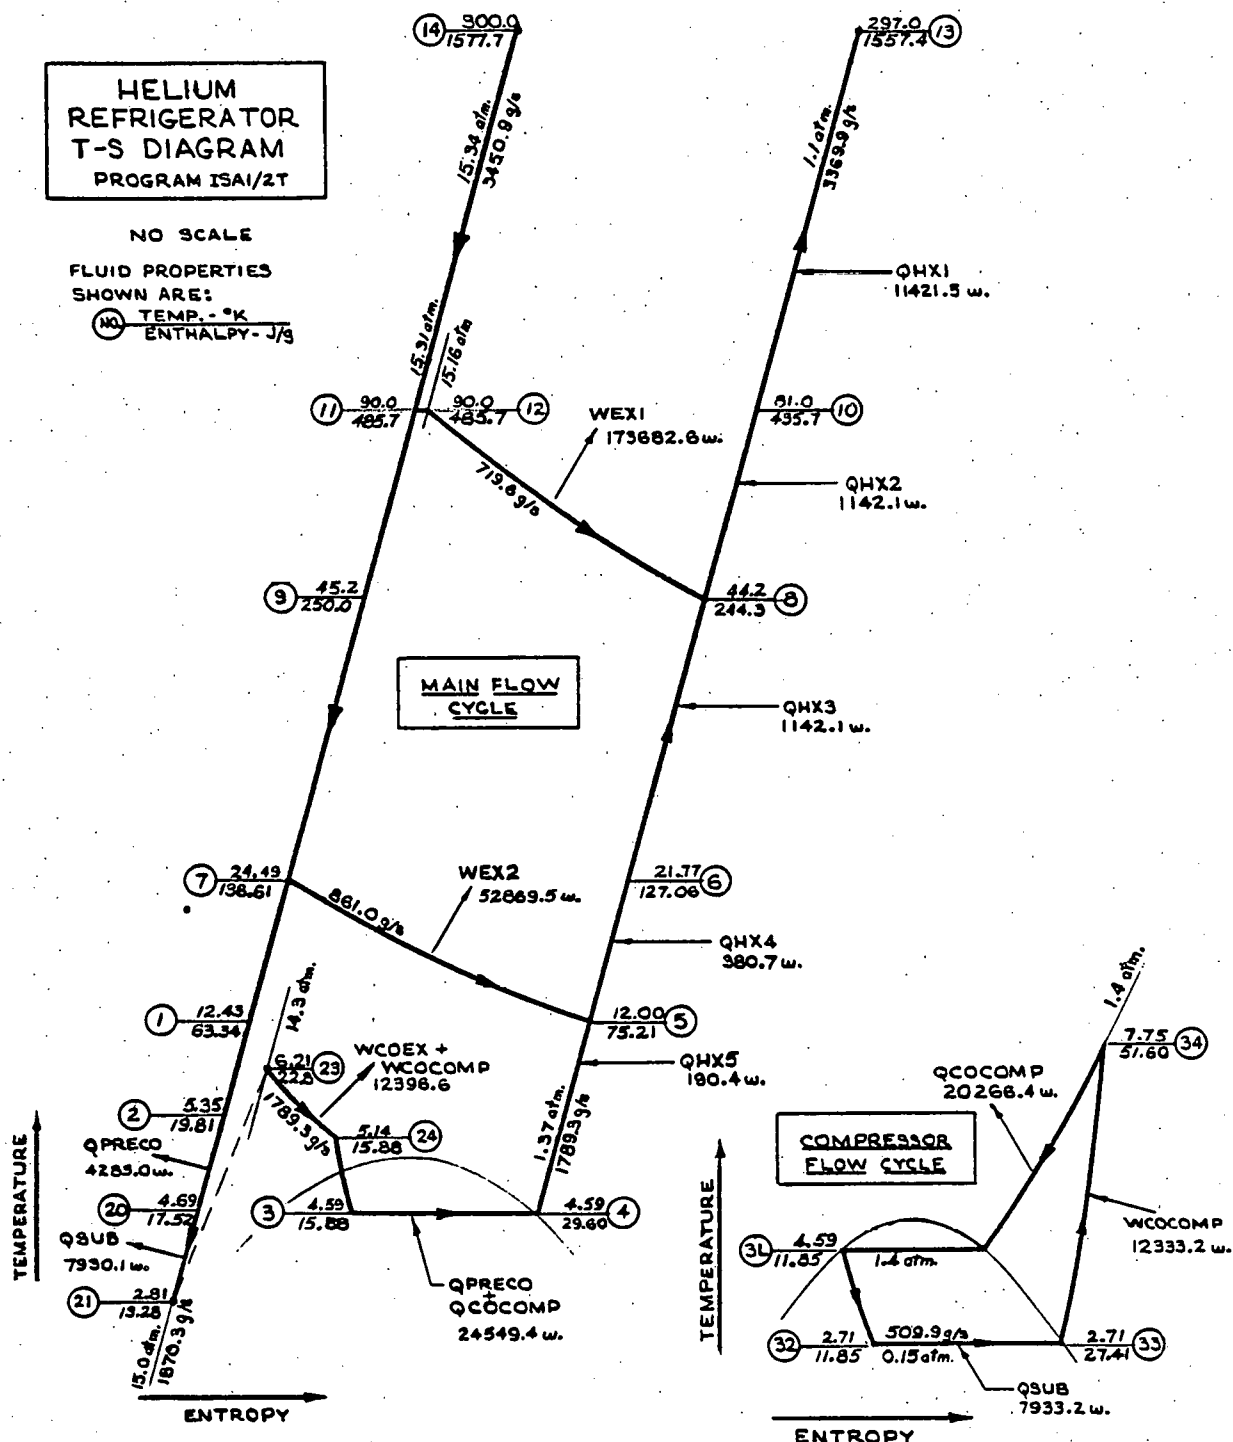 14 300.0
1577.7
297.0 13
1557.4
HELIUM
REFRIGERATOR
T-S DIAGRAM
PROGRAM ISA1/2T
NO SCALE
FLUID PROPERTIES
SHOWN ARE:
NO. TEMP.-°K
ENTHALPY-J/g
15.34 atm.
3450.9 g/s
1.1 atm.
3369.9 g/s
QHX1
11421.5 w.
15.31 atm.
15.16 atm
11 90.0
485.7
90.0 12
485.7
WEX1
173682.6 w.
719.8 g/s
81.0 10
435.7
QHX2
1142.1 w.
9 45.2
250.0
44.2 8
244.3
MAIN FLOW
CYCLE
QHX3
1142.1 w.
7 24.49
138.61
WEX2
52869.5 w.
861.0 g/s
21.77 6
127.06
QHX4
380.7 w.
1 12.43
63.34
14.3 atm.
12.00 5
75.21
QHX5
190.4 w.
6.21 23
22.8
WCOEX +
WCOCOMP
12398.6
1789.3 g/s
1.37 atm.
1789.3 g/s
2 5.35
19.81
5.14 24
15.88
QPRECO
4289.0 w.
20 4.69
17.52
3 4.59
15.88
4.59 4
29.60
QSUB
7930.1 w.
QPRECO
+
QCOCOMP
24549.4 w.
21 2.81
13.28
15.0 atm.
1870.3 g/s
TEMPERATURE
ENTROPY
1.4 atm.
7.75 34
51.60
QCOCOMP
20266.4 w.
COMPRESSOR
FLOW CYCLE
31 4.59
11.85
1.4 atm.
WCOCOMP
12333.2 w.
32 2.71
11.85
509.9 g/s
0.15 atm.
2.71 33
27.41
QSUB
7933.2 w.
TEMPERATURE
ENTROPY